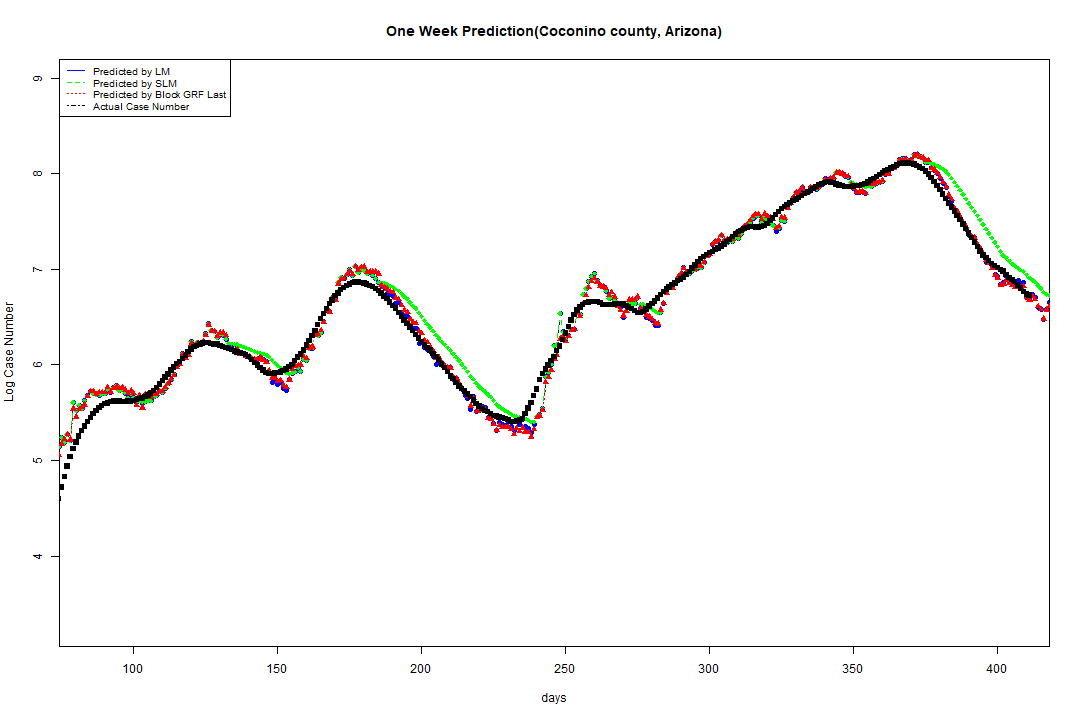 One Week Prediction(Coconino county, Arizona)
Predicted by LM
Predicted by SLM
Predicted by Block GRF Last
Actual Case Number
9
8
7
6
5
4
Log Case Number
100 150 200 250 300 350 400
days